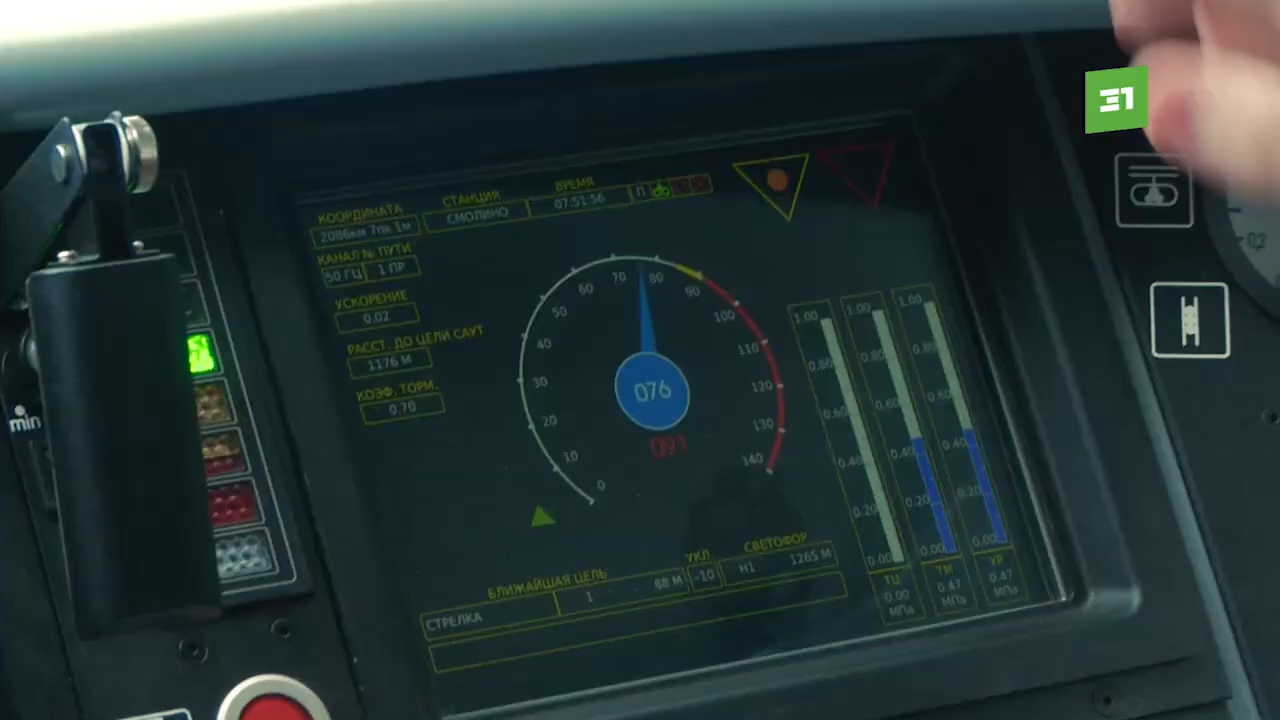 31
КООРДИНАТА СТАНЦИЯ ВРЕМЯ
2086км 7пк 1м СМОЛИНО 07:51:56 П
КАНАЛ № ПУТИ
50 ГЦ 1 ПР
УСКОРЕНИЕ
0.02
РАССТ. ДО ЦЕЛИ САУТ
1176 М
КОЭФ. ТОРМ.
0.70
0 10 20 30 40 50 60 70 80 90 100 110 120 130 140
076
091
1.00 1.00 1.00
0.80 0.80 0.80
0.60 0.60 0.60
0.40 0.40 0.40
0.20 0.20 0.20
0.00 0.00 0.00
ТЦ ТМ УР
0.00 0.47 0.47
МПа МПа МПа
БЛИЖАЙШАЯ ЦЕЛЬ УКЛ СВЕТОФОР
СТРЕЛКА 1 88 М -10 Н1 1265 М
min
0,2